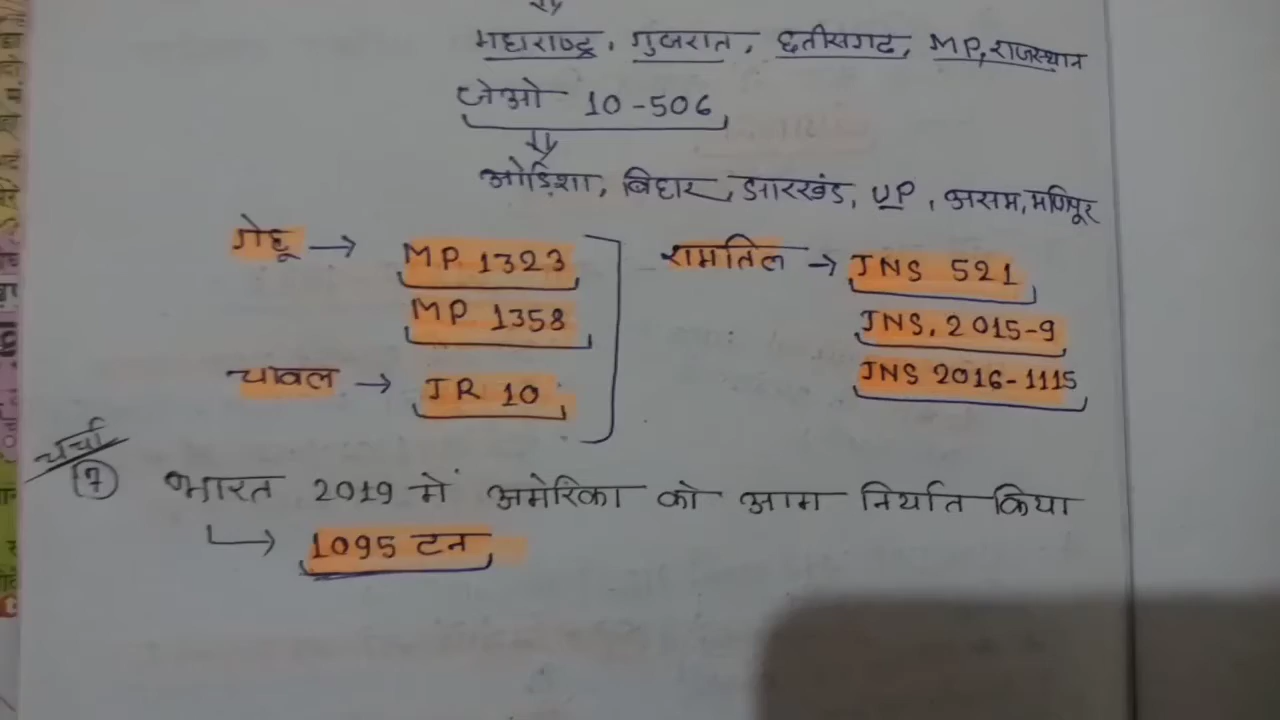 महाराष्ट्र, गुजरात, छत्तीसगढ, MP, राजस्थान
जेओ 10-506
ओड़िशा, बिहार, झारखंड, UP, असम, मणिपूर
गेहू → MP 1323
MP 1358
चावल → JR 10
रामतिल → JNS 521
JNS. 2015-9
JNS 2016-1115
चर्चा
7 भारत 2019 में अमेरिका को आम निर्यात किया
→ 1095 टन